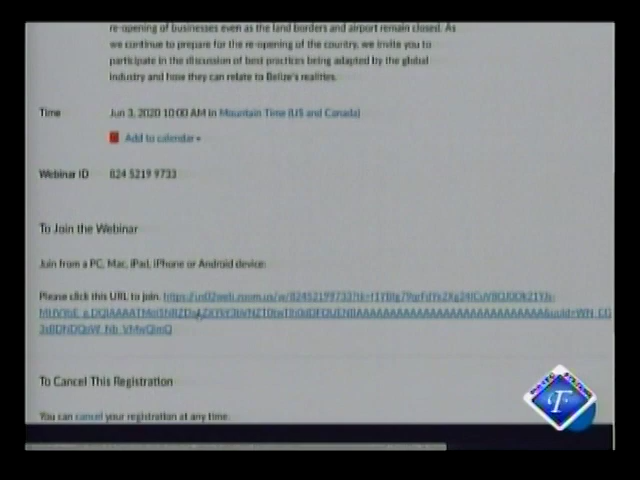 re-opening of businesses even as the land borders and airport remain closed. As
we continue to prepare for the re-opening of the country, we invite you to
participate in the discussion of best practices being adapted by the global
industry and how they can relate to Belize's realities.
Time Jun 3, 2020 10:00 AM in Mountain Time (US and Canada)
Add to calendar
Webinar ID 824 5219 9733
To Join the Webinar
Join from a PC, Mac, iPad, iPhone or Android device:
Please click this URL to join.
To Cancel This Registration
You can cancel your registration at any time.
T